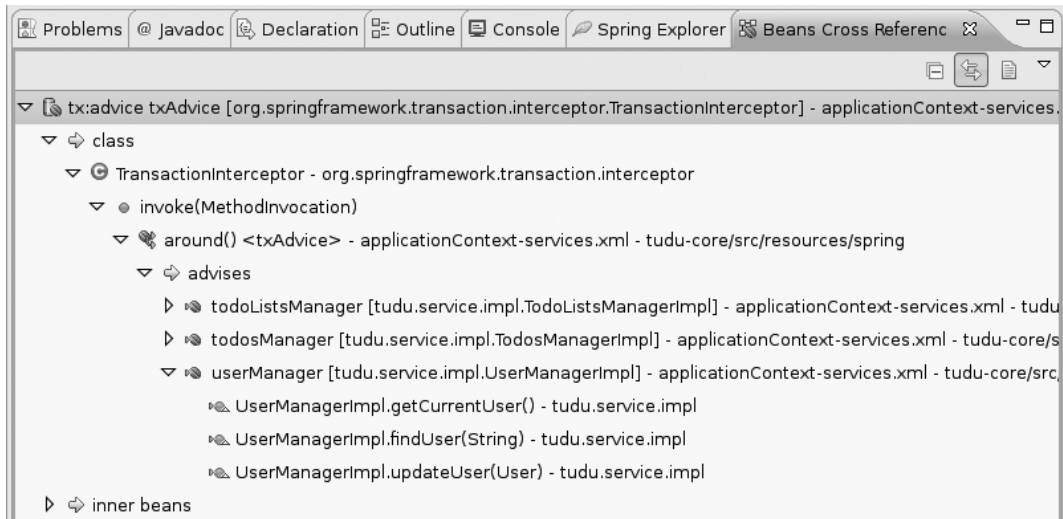 Problems @ Javadoc Declaration Outline Console Spring Explorer Beans Cross Referenc
tx:advice txAdvice [org.springframework.transaction.interceptor.TransactionInterceptor] - applicationContext-services.
class
TransactionInterceptor - org.springframework.transaction.interceptor
invoke(MethodInvocation)
around() <txAdvice> - applicationContext-services.xml - tudu-core/src/resources/spring
advises
todoListsManager [tudu.service.impl.TodoListsManagerImpl] - applicationContext-services.xml - tudu
todosManager [tudu.service.impl.TodosManagerImpl] - applicationContext-services.xml - tudu-core/s
userManager [tudu.service.impl.UserManagerImpl] - applicationContext-services.xml - tudu-core/src,
UserManagerImpl.getCurrentUser() - tudu.service.impl
UserManagerImpl.findUser(String) - tudu.service.impl
UserManagerImpl.updateUser(User) - tudu.service.impl
inner beans